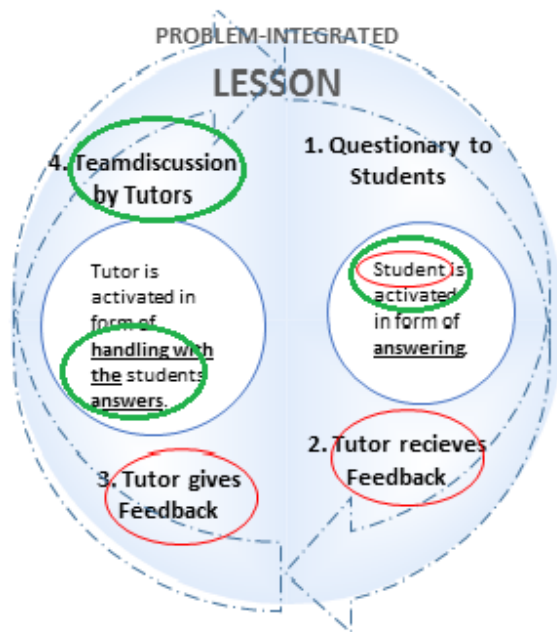 PROBLEM-INTEGRATED
LESSON
4. Teamdiscussion
by Tutors
1. Questionary to
Students
Tutor is
activated in
form of
handling with
the students
answers.
Student is
activated
in form of
answering
3. Tutor gives
Feedback
2. Tutor recieves
Feedback